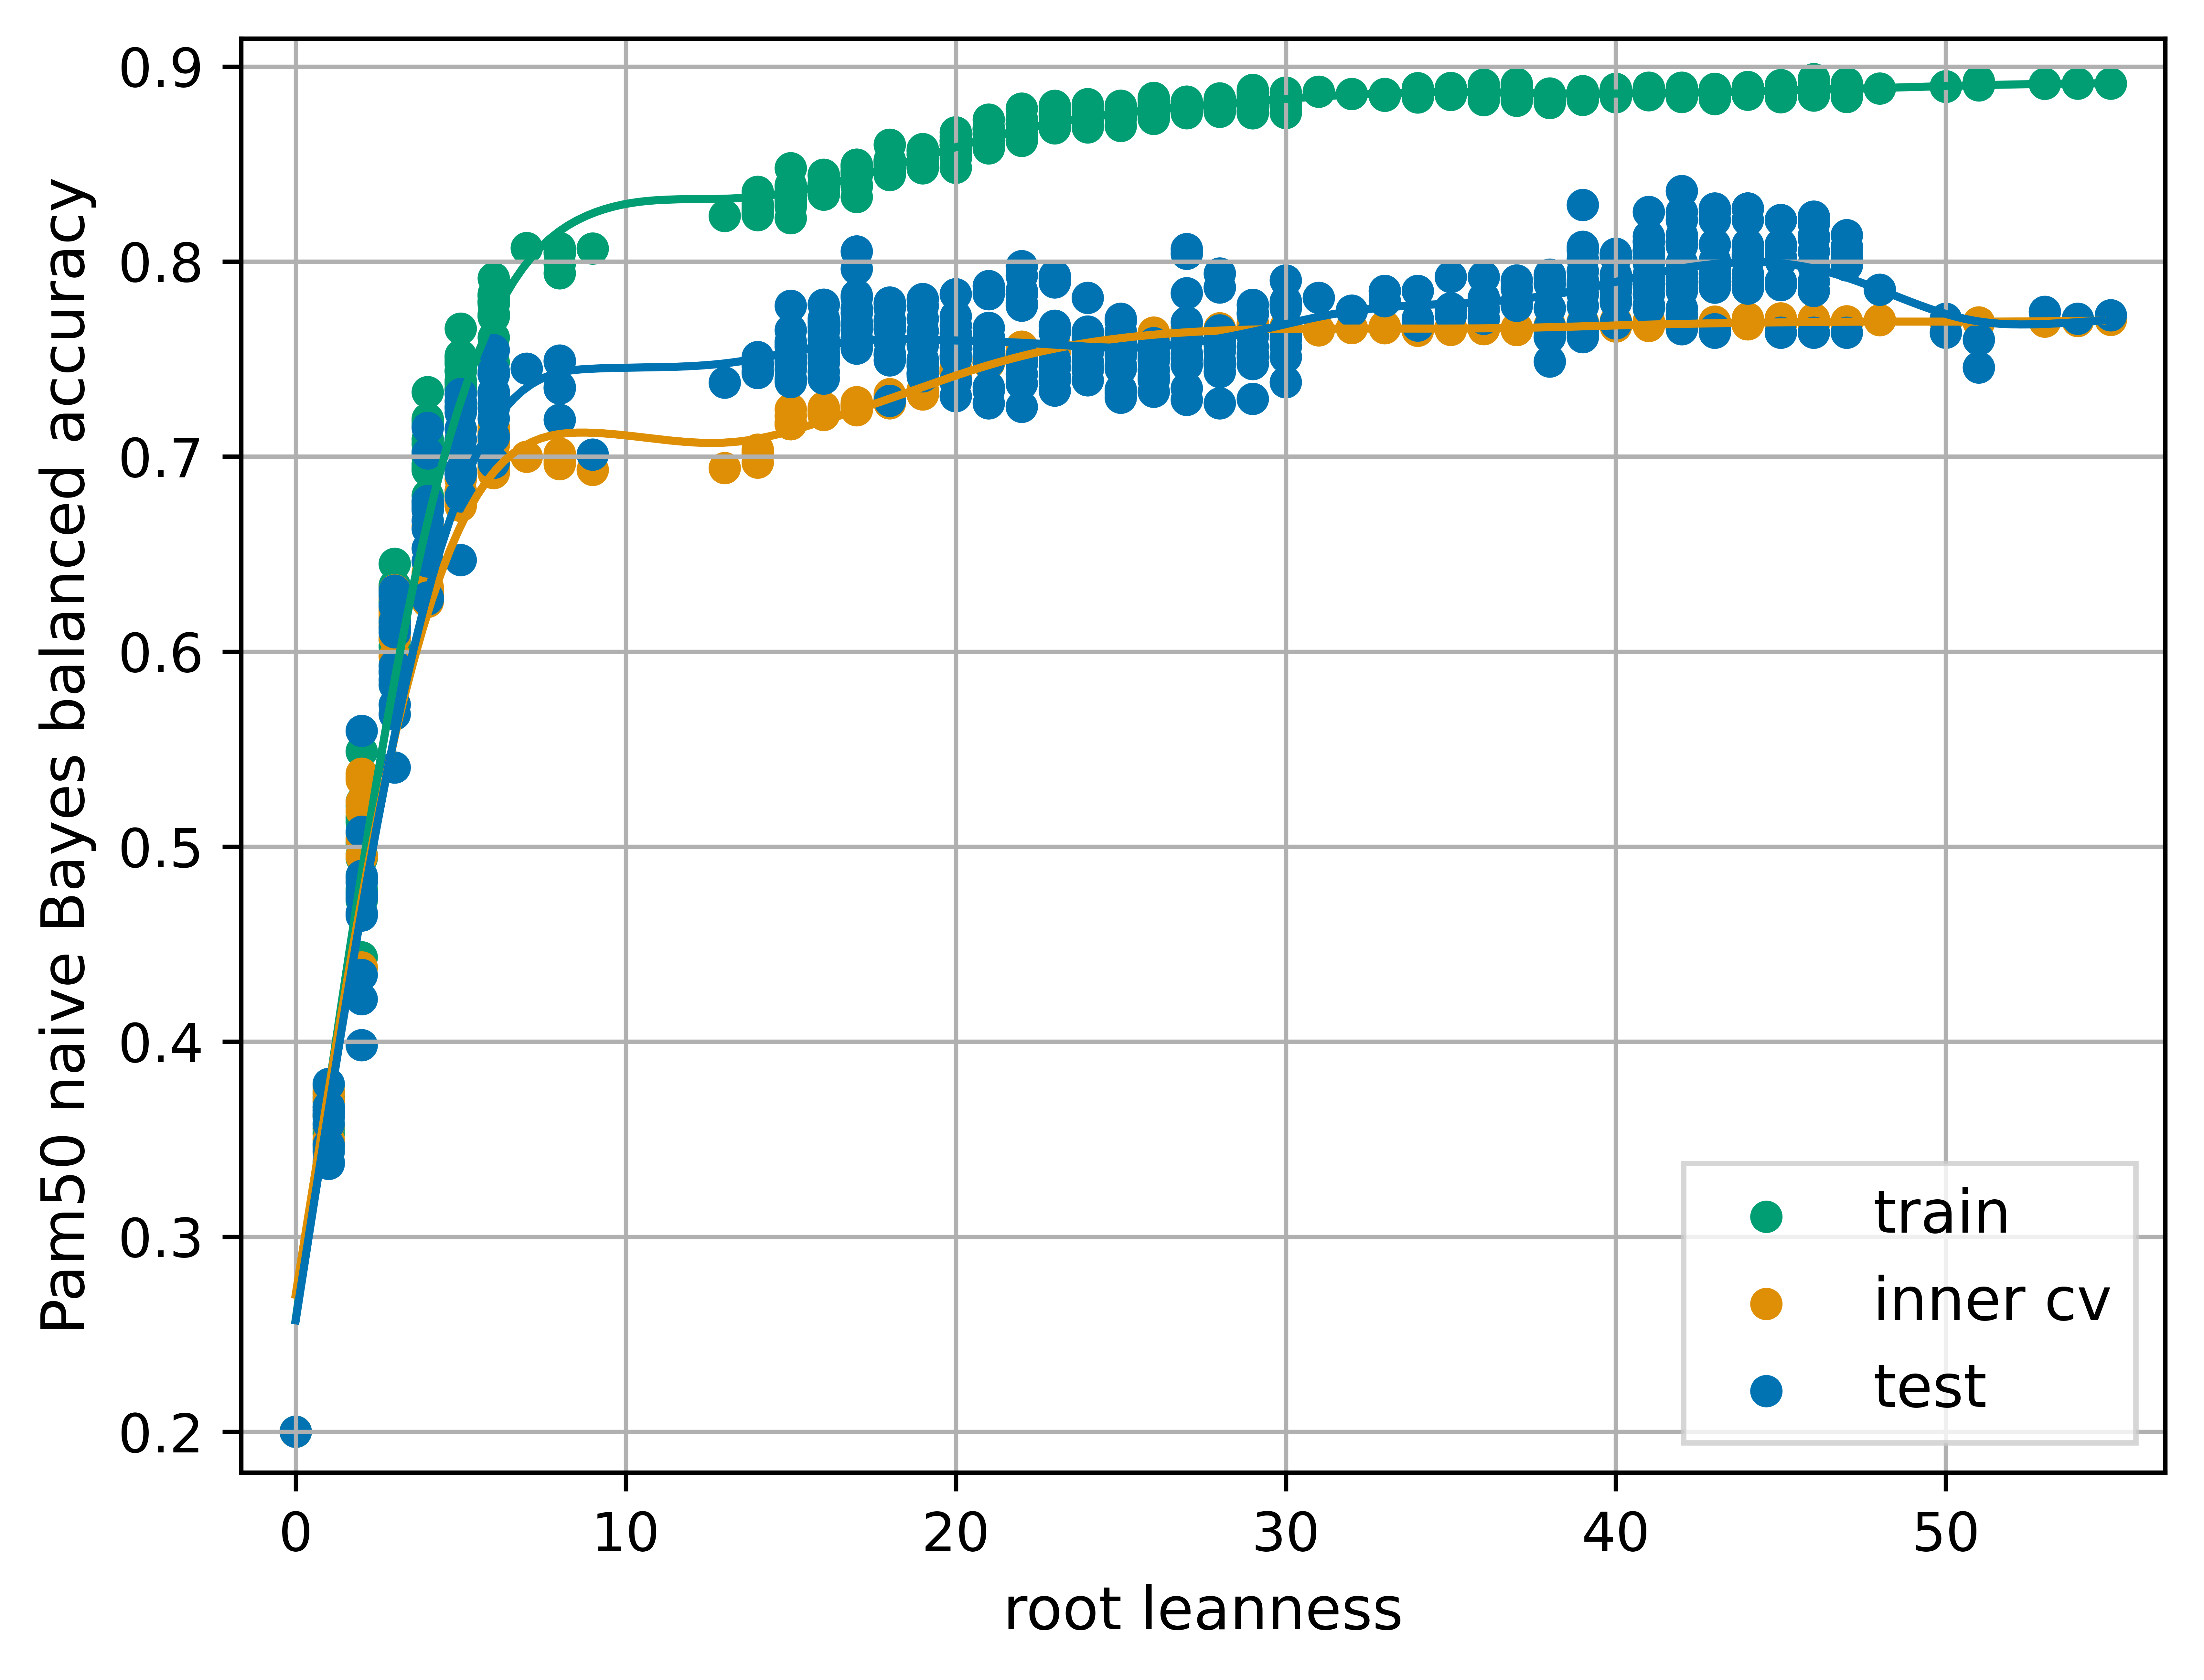 0.9
0.8
0.7
0.6
0.5
0.4
0.3
0.2
Pam50 naive Bayes balanced accuracy
0 10 20 30 40 50
root leanness
train
inner cv
test